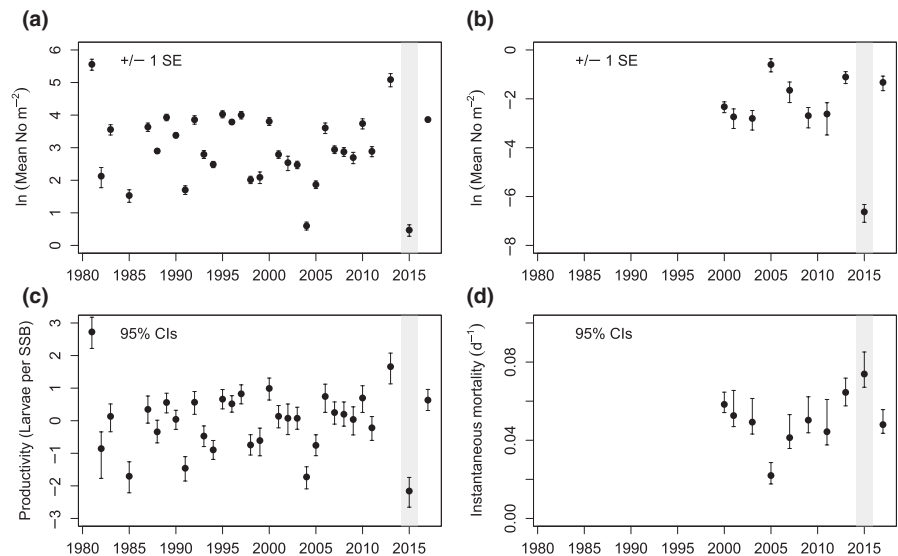 (a)
+/− 1 SE
ln (Mean No m⁻²)
6
5
4
3
2
1
0
1980 1985 1990 1995 2000 2005 2010 2015
(b)
+/− 1 SE
ln (Mean No m⁻²)
0
−2
−4
−6
−8
1980 1985 1990 1995 2000 2005 2010 2015
(c)
95% CIs
Productivity (Larvae per SSB)
3
2
1
0
−1
−2
−3
1980 1985 1990 1995 2000 2005 2010 2015
(d)
95% CIs
Instantaneous mortality (d⁻¹)
0.08
0.04
0.00
1980 1985 1990 1995 2000 2005 2010 2015